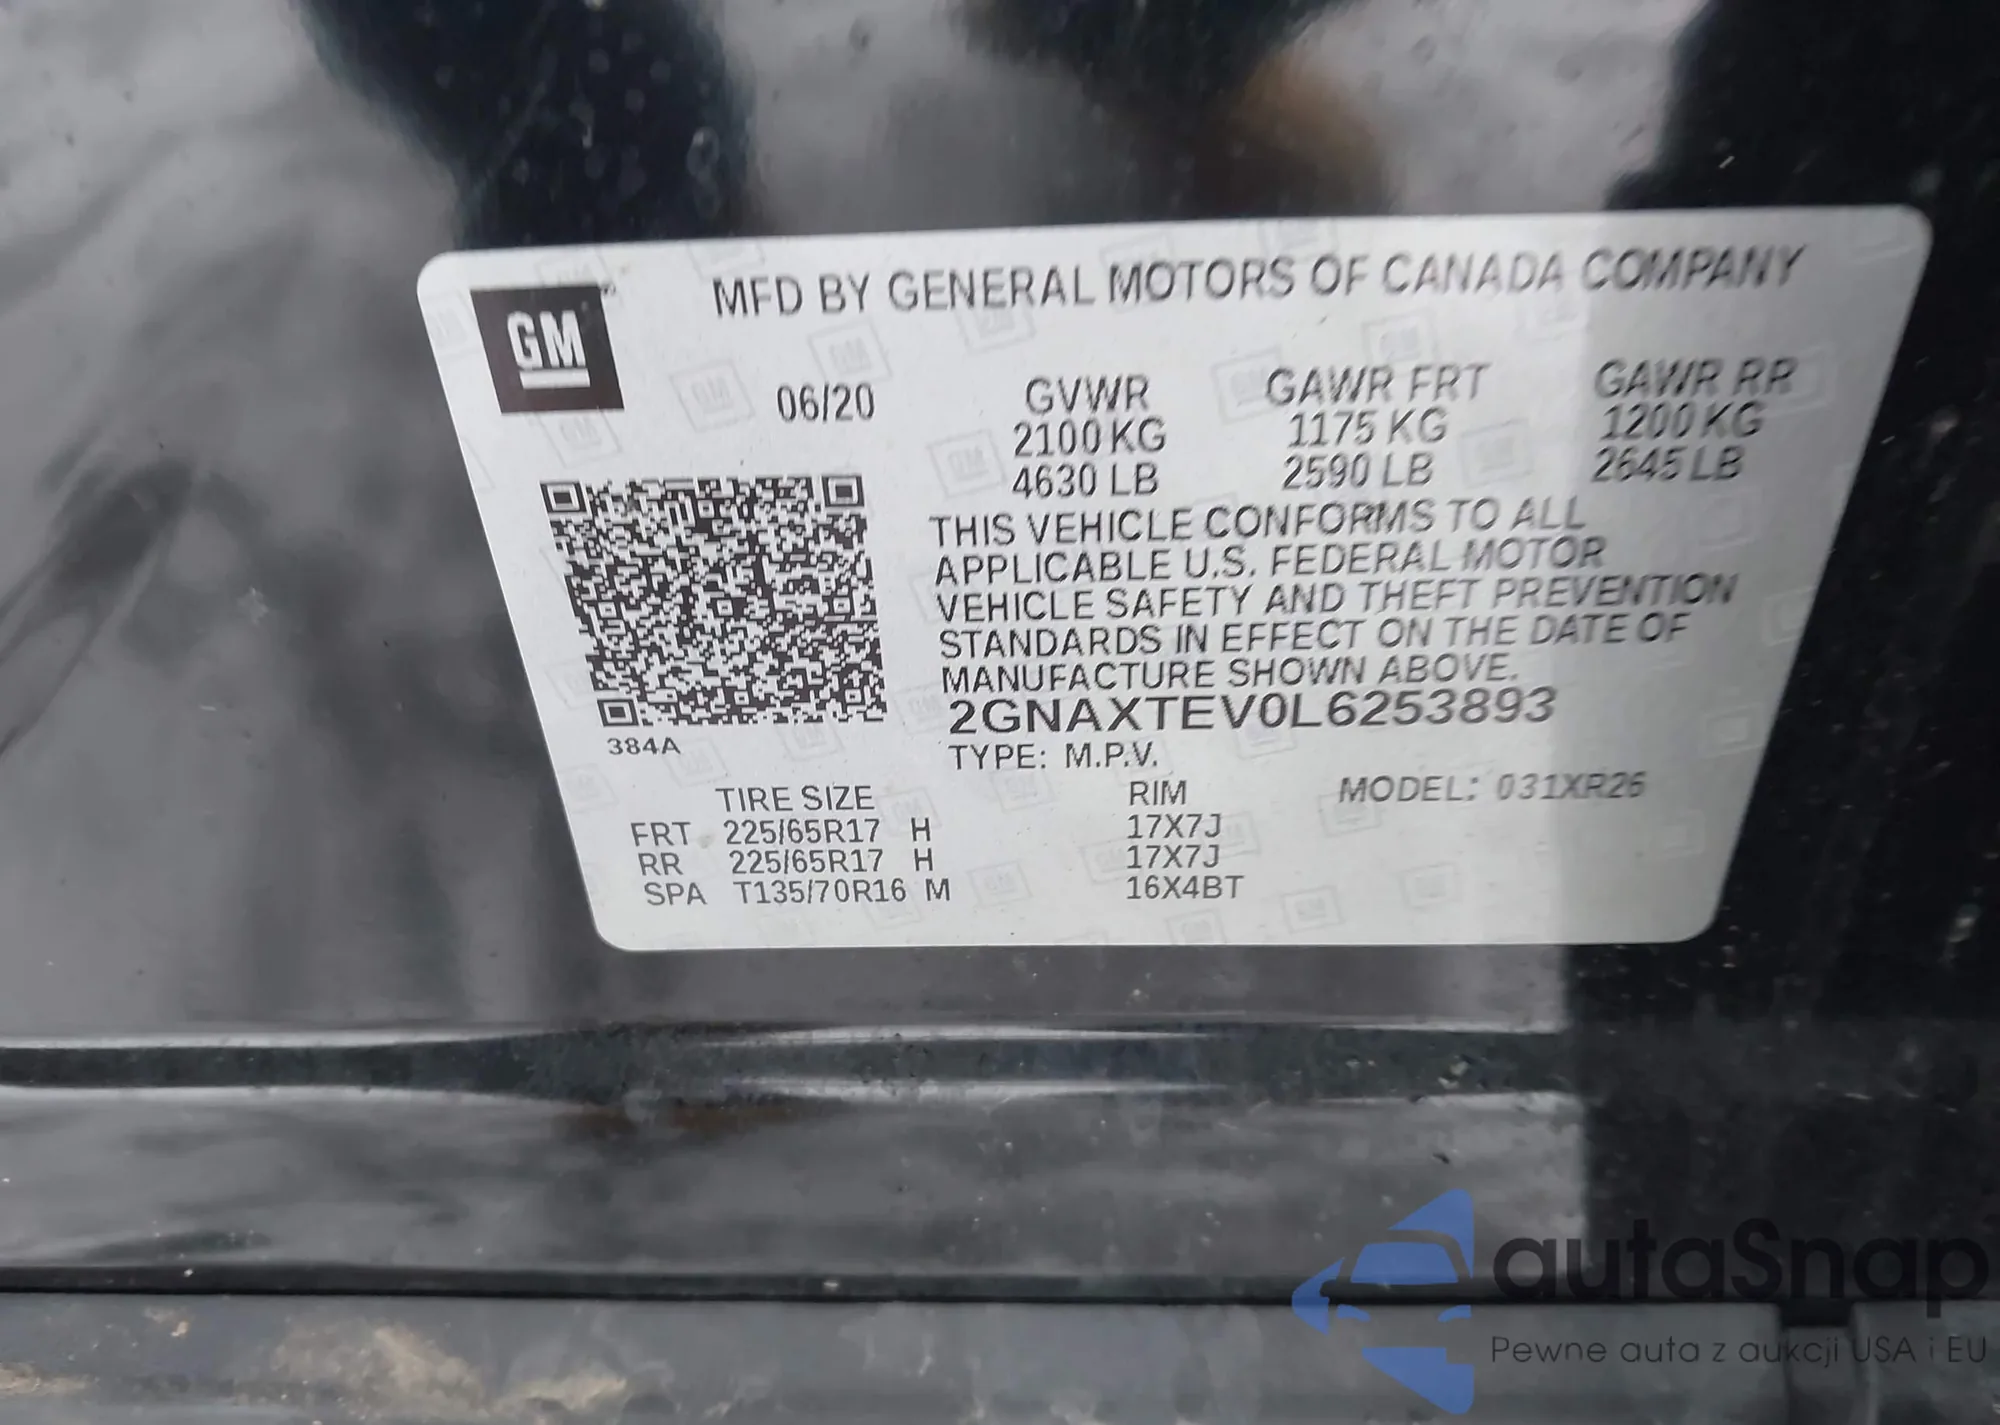 GM
MFD BY GENERAL MOTORS OF CANADA COMPANY
06/20
GVWR GAWR FRT GAWR RR
2100 KG 1175 KG 1200 KG
4630 LB 2590 LB 2645 LB
THIS VEHICLE CONFORMS TO ALL
APPLICABLE U.S. FEDERAL MOTOR
VEHICLE SAFETY AND THEFT PREVENTION
STANDARDS IN EFFECT ON THE DATE OF
MANUFACTURE SHOWN ABOVE.
2GNAXTEV0L6253893
384A
TYPE: M.P.V.
TIRE SIZE RIM MODEL: 031XR26
FRT 225/65R17 H 17X7J
RR 225/65R17 H 17X7J
SPA T135/70R16 M 16X4BT
autaSnap
Pewne auta z aukcji USA i EU